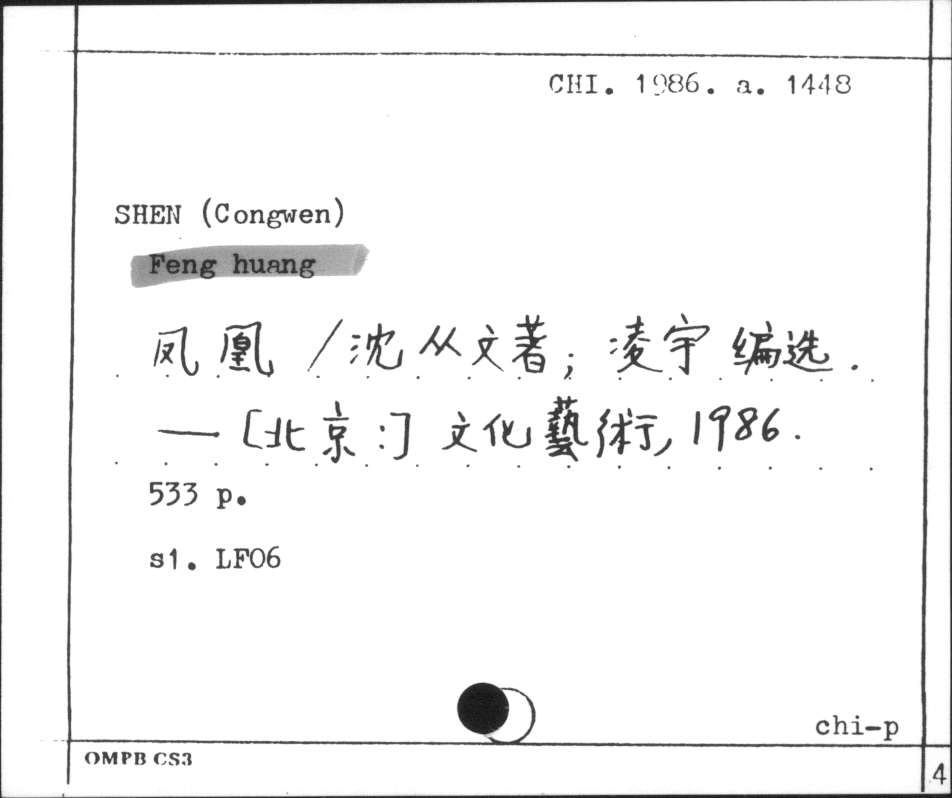 CHI. 1986. a. 1448
SHEN (Congwen)
Feng huang
凤凰 / 沈从文著; 凌宇编选.
— [北京:] 文化藝術, 1986.
533 p.
s1. LF06
chi-p
OMPB CS3
4